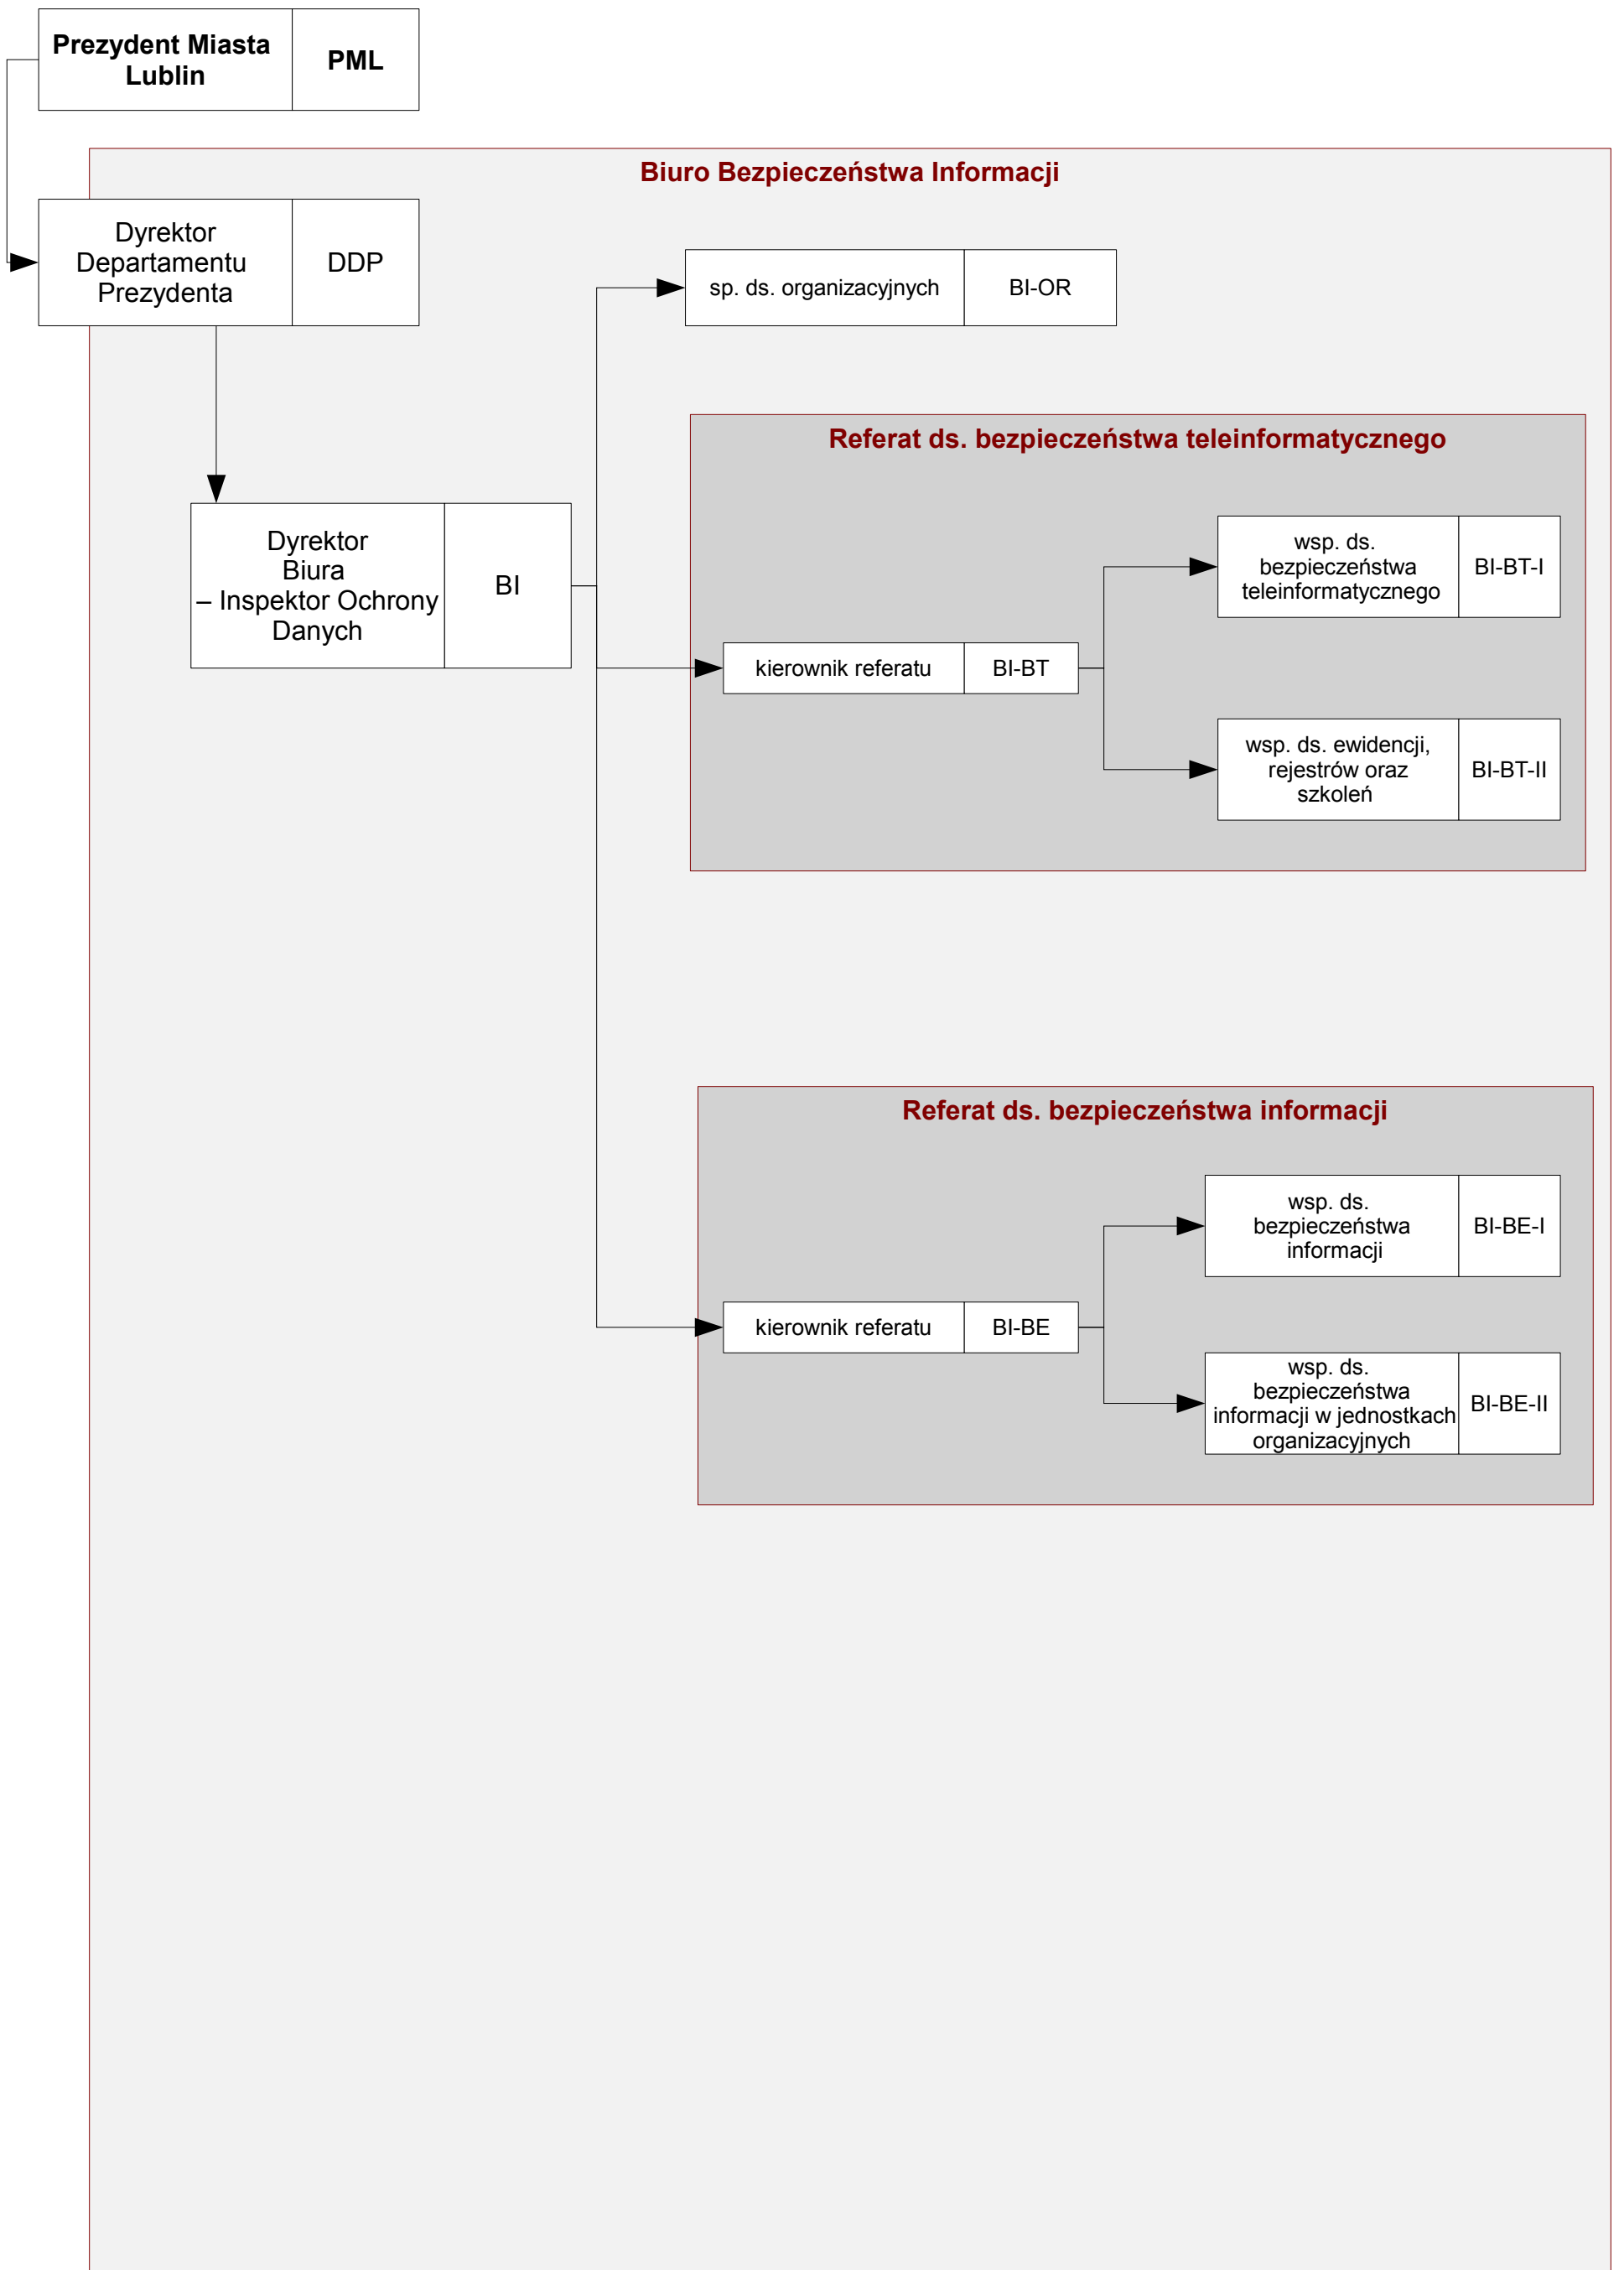 Prezydent Miasta
Lublin
PML
Biuro Bezpieczeństwa Informacji
Dyrektor
Departamentu
Prezydenta
DDP
sp. ds. organizacyjnych
BI-OR
Referat ds. bezpieczeństwa teleinformatycznego
Dyrektor
Biura
– Inspektor Ochrony
Danych
BI
wsp. ds.
bezpieczeństwa
teleinformatycznego
BI-BT-I
kierownik referatu
BI-BT
wsp. ds. ewidencji,
rejestrów oraz
szkoleń
BI-BT-II
Referat ds. bezpieczeństwa informacji
wsp. ds.
bezpieczeństwa
informacji
BI-BE-I
kierownik referatu
BI-BE
wsp. ds.
bezpieczeństwa
informacji w jednostkach
organizacyjnych
BI-BE-II